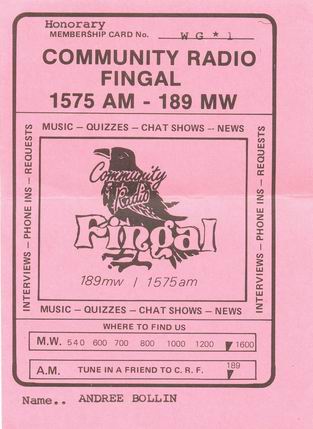 Honorary
MEMBERSHIP CARD No. WG*1
COMMUNITY RADIO
FINGAL
1575 AM - 189 MW
MUSIC – QUIZZES – CHAT SHOWS – NEWS
INTERVIEWS – PHONE INS – REQUESTS
Community
Radio
Fingal
189mw / 1575am
INTERVIEWS – PHONE INS – REQUESTS
MUSIC – QUIZZES – CHAT SHOWS – NEWS
WHERE TO FIND US
M.W. 540 600 700 800 1000 1200 1600
A.M. TUNE IN A FRIEND TO C. R. F. 189
Name.. ANDREE BOLLIN